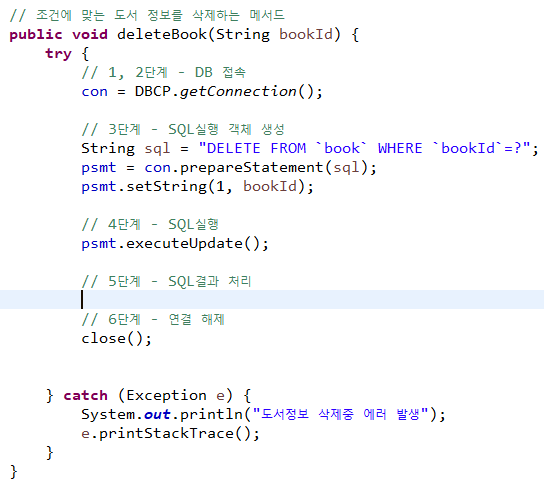 // 조건에 맞는 도서 정보를 삭제하는 메서드
public void deleteBook(String bookId) {
try {
// 1, 2단계 - DB 접속
con = DBCP.getConnection();
// 3단계 - SQL실행 객체 생성
String sql = "DELETE FROM `book` WHERE `bookId`=?";
psmt = con.prepareStatement(sql);
psmt.setString(1, bookId);
// 4단계 - SQL실행
psmt.executeUpdate();
// 5단계 - SQL결과 처리
// 6단계 - 연결 해제
close();
} catch (Exception e) {
System.out.println("도서정보 삭제중 에러 발생");
e.printStackTrace();
}
}